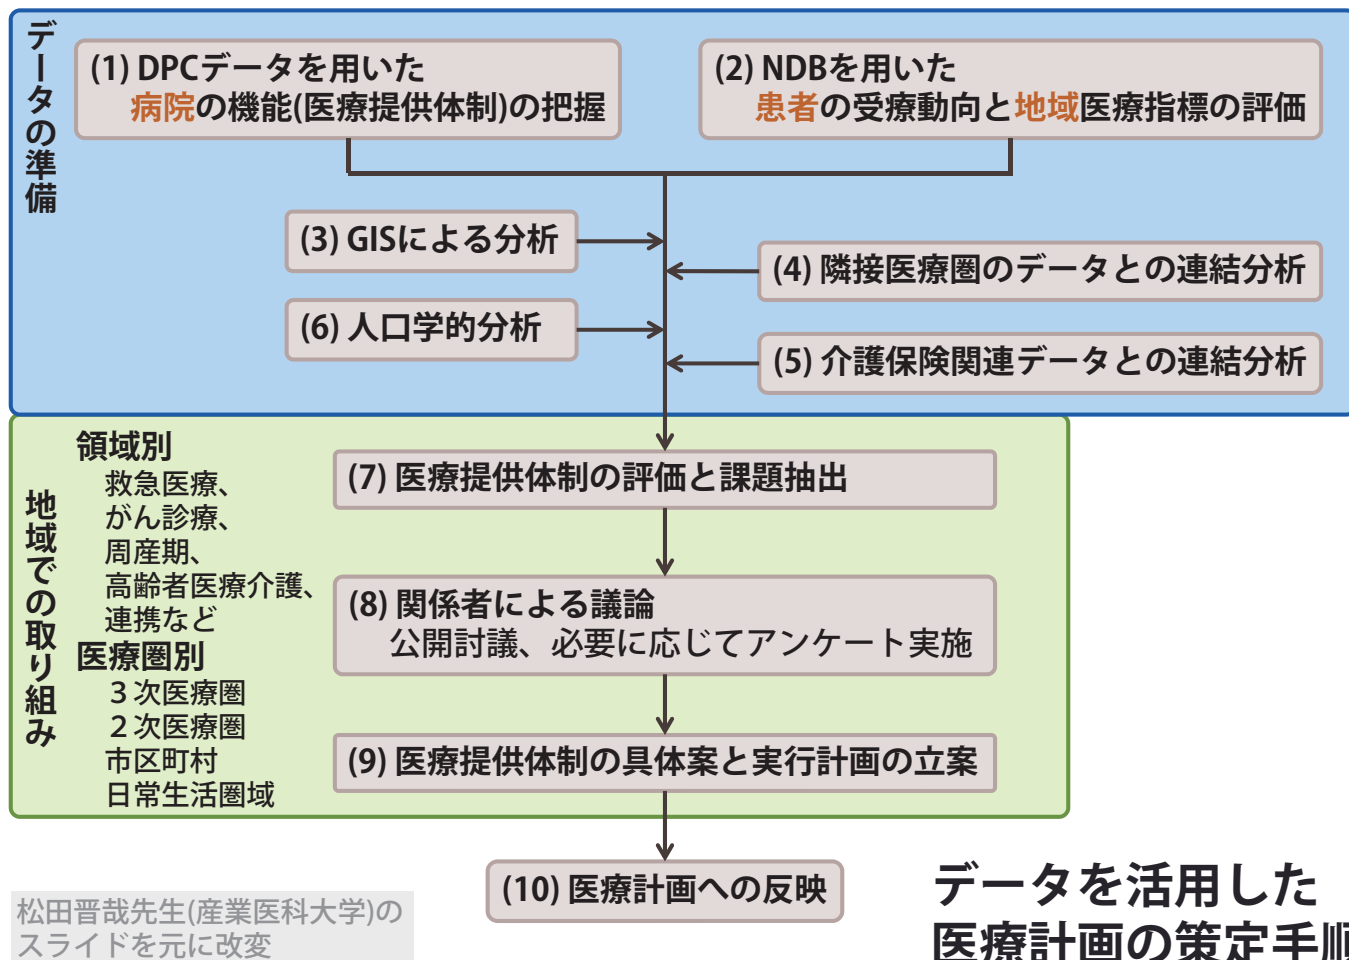 データの準備
(1) DPCデータを用いた
病院の機能(医療提供体制)の把握
(2) NDBを用いた
患者の受療動向と地域医療指標の評価
(3) GISによる分析
(4) 隣接医療圏のデータとの連結分析
(6) 人口学的分析
(5) 介護保険関連データとの連結分析
地域での取り組み
領域別
救急医療、
がん診療、
周産期、
高齢者医療介護、
連携など
医療圏別
３次医療圏
２次医療圏
市区町村
日常生活圏域
(7) 医療提供体制の評価と課題抽出
(8) 関係者による議論
公開討議、必要に応じてアンケート実施
(9) 医療提供体制の具体案と実行計画の立案
(10) 医療計画への反映
データを活用した
医療計画の策定手順
松田晋哉先生(産業医科大学)の
スライドを元に改変